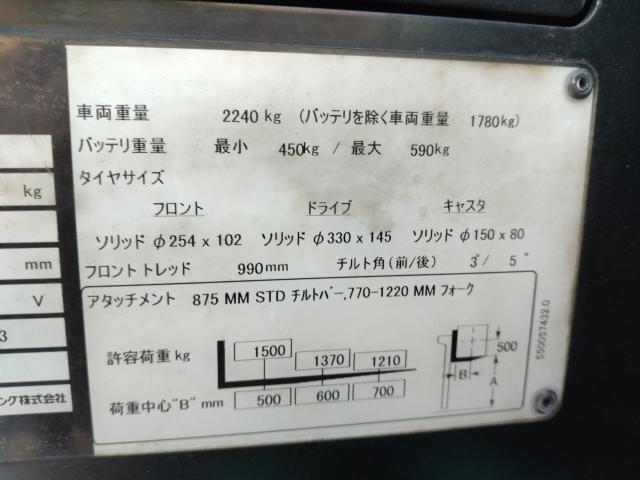 車両重量 2240 kg (バッテリを除く車両重量 1780kg)
バッテリ重量 最小 450kg / 最大 590kg
タイヤサイズ
フロント ドライブ キャスタ
ソリッド φ254 x 102 ソリッド φ330 x 145 ソリッド φ150 x 80
フロントトレッド 990mm チルト角(前/後) 3°/ 5°
アタッチメント 875 MM STD チルトバー,770-1220 MM フォーク
許容荷重 kg 1500 1370 1210
荷重中心"B" mm 500 600 700
500
B
A
550057432.0
kg
mm
V
3
ング株式会社